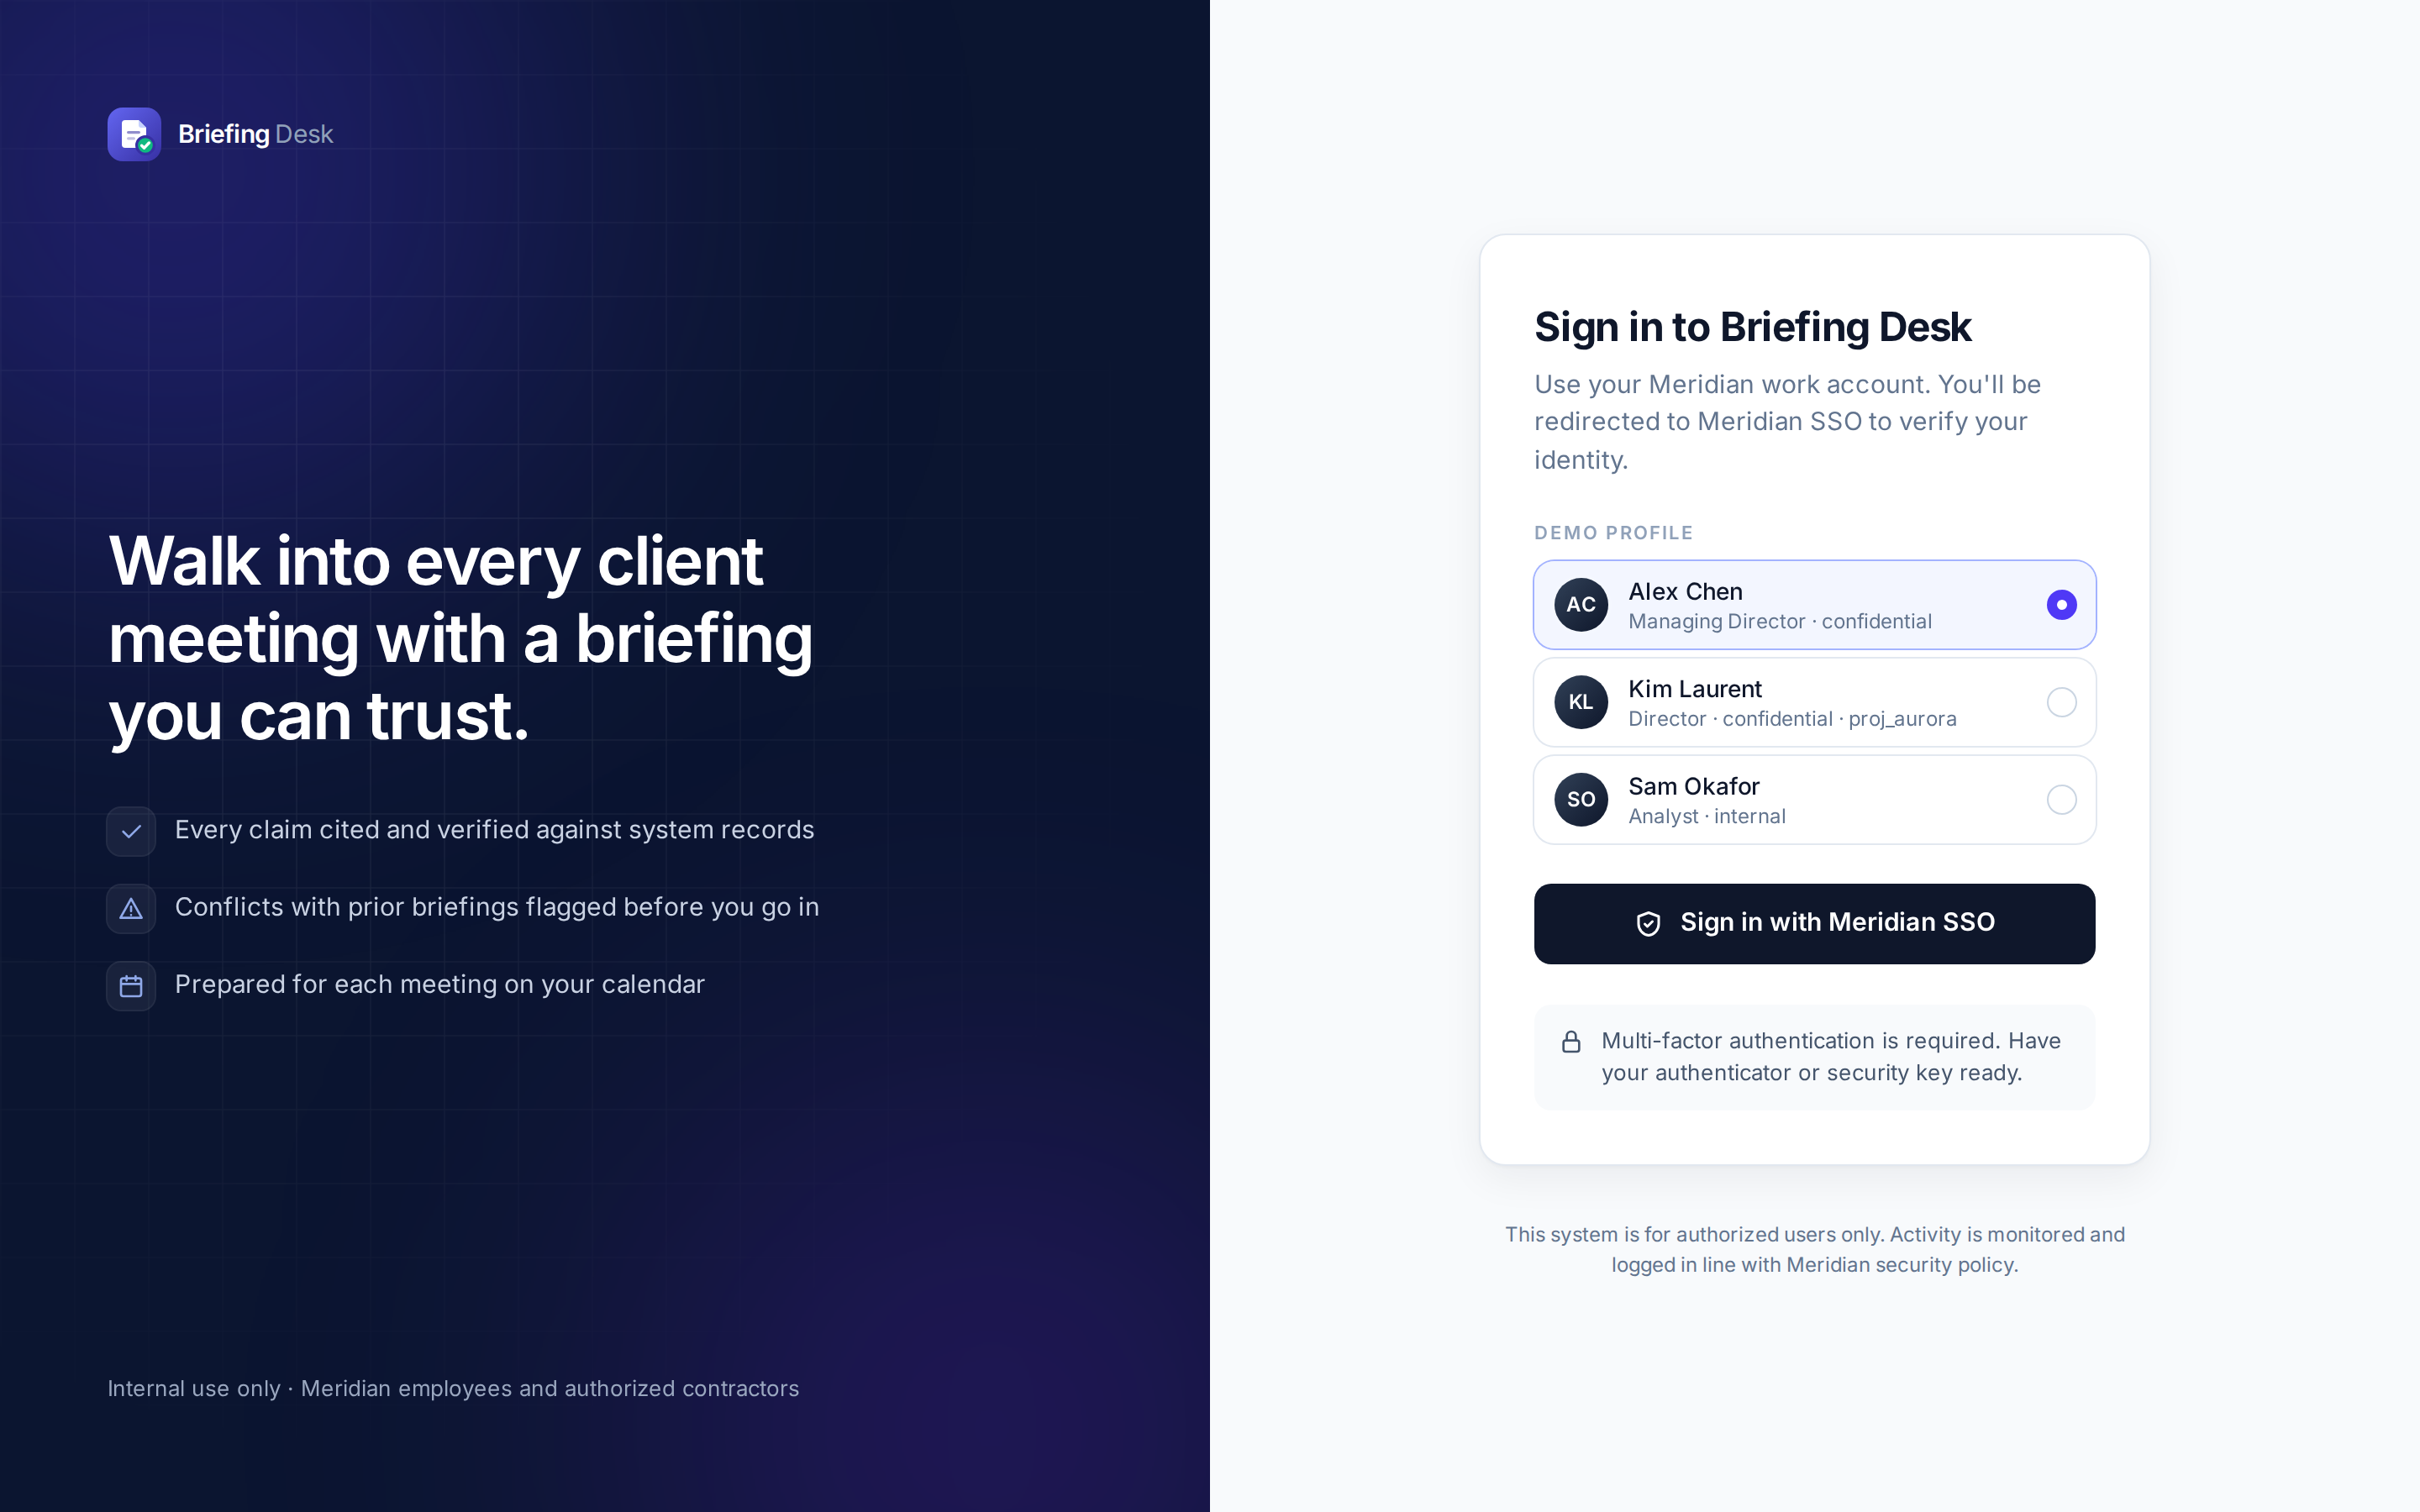 Briefing Desk
Walk into every client
meeting with a briefing
you can trust.
Every claim cited and verified against system records
Conflicts with prior briefings flagged before you go in
Prepared for each meeting on your calendar
Internal use only · Meridian employees and authorized contractors
Sign in to Briefing Desk
Use your Meridian work account. You'll be
redirected to Meridian SSO to verify your
identity.
DEMO PROFILE
AC
Alex Chen
Managing Director · confidential
KL
Kim Laurent
Director · confidential · proj_aurora
SO
Sam Okafor
Analyst · internal
Sign in with Meridian SSO
Multi-factor authentication is required. Have
your authenticator or security key ready.
This system is for authorized users only. Activity is monitored and
logged in line with Meridian security policy.